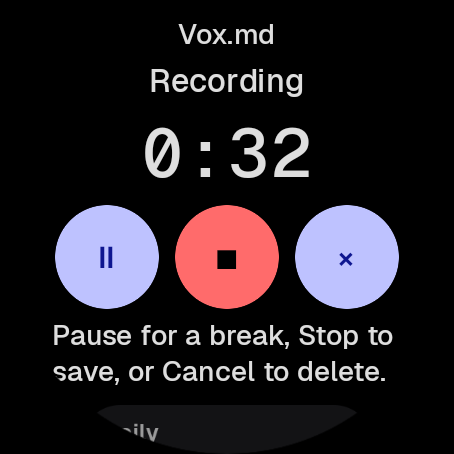 Vox.md
Recording
0:32
Pause for a break, Stop to
save, or Cancel to delete.